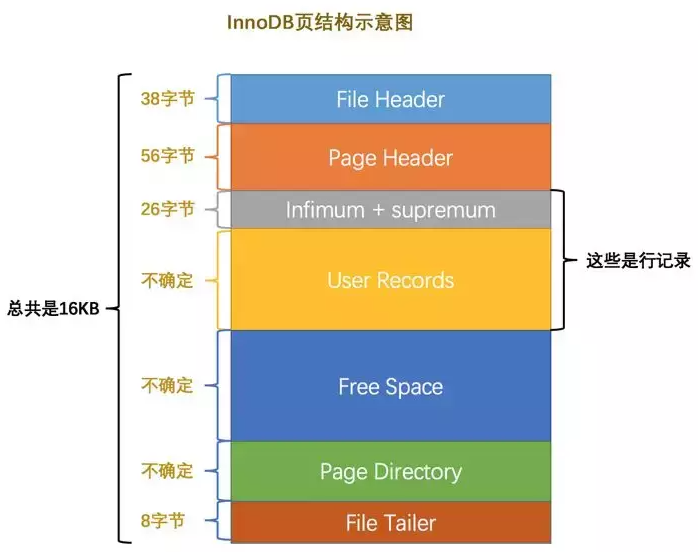 InnoDB页结构示意图
38字节
File Header
56字节
Page Header
26字节
Infimum + supremum
不确定
User Records
这些是行记录
总共是16KB
不确定
Free Space
不确定
Page Directory
8字节
File Tailer